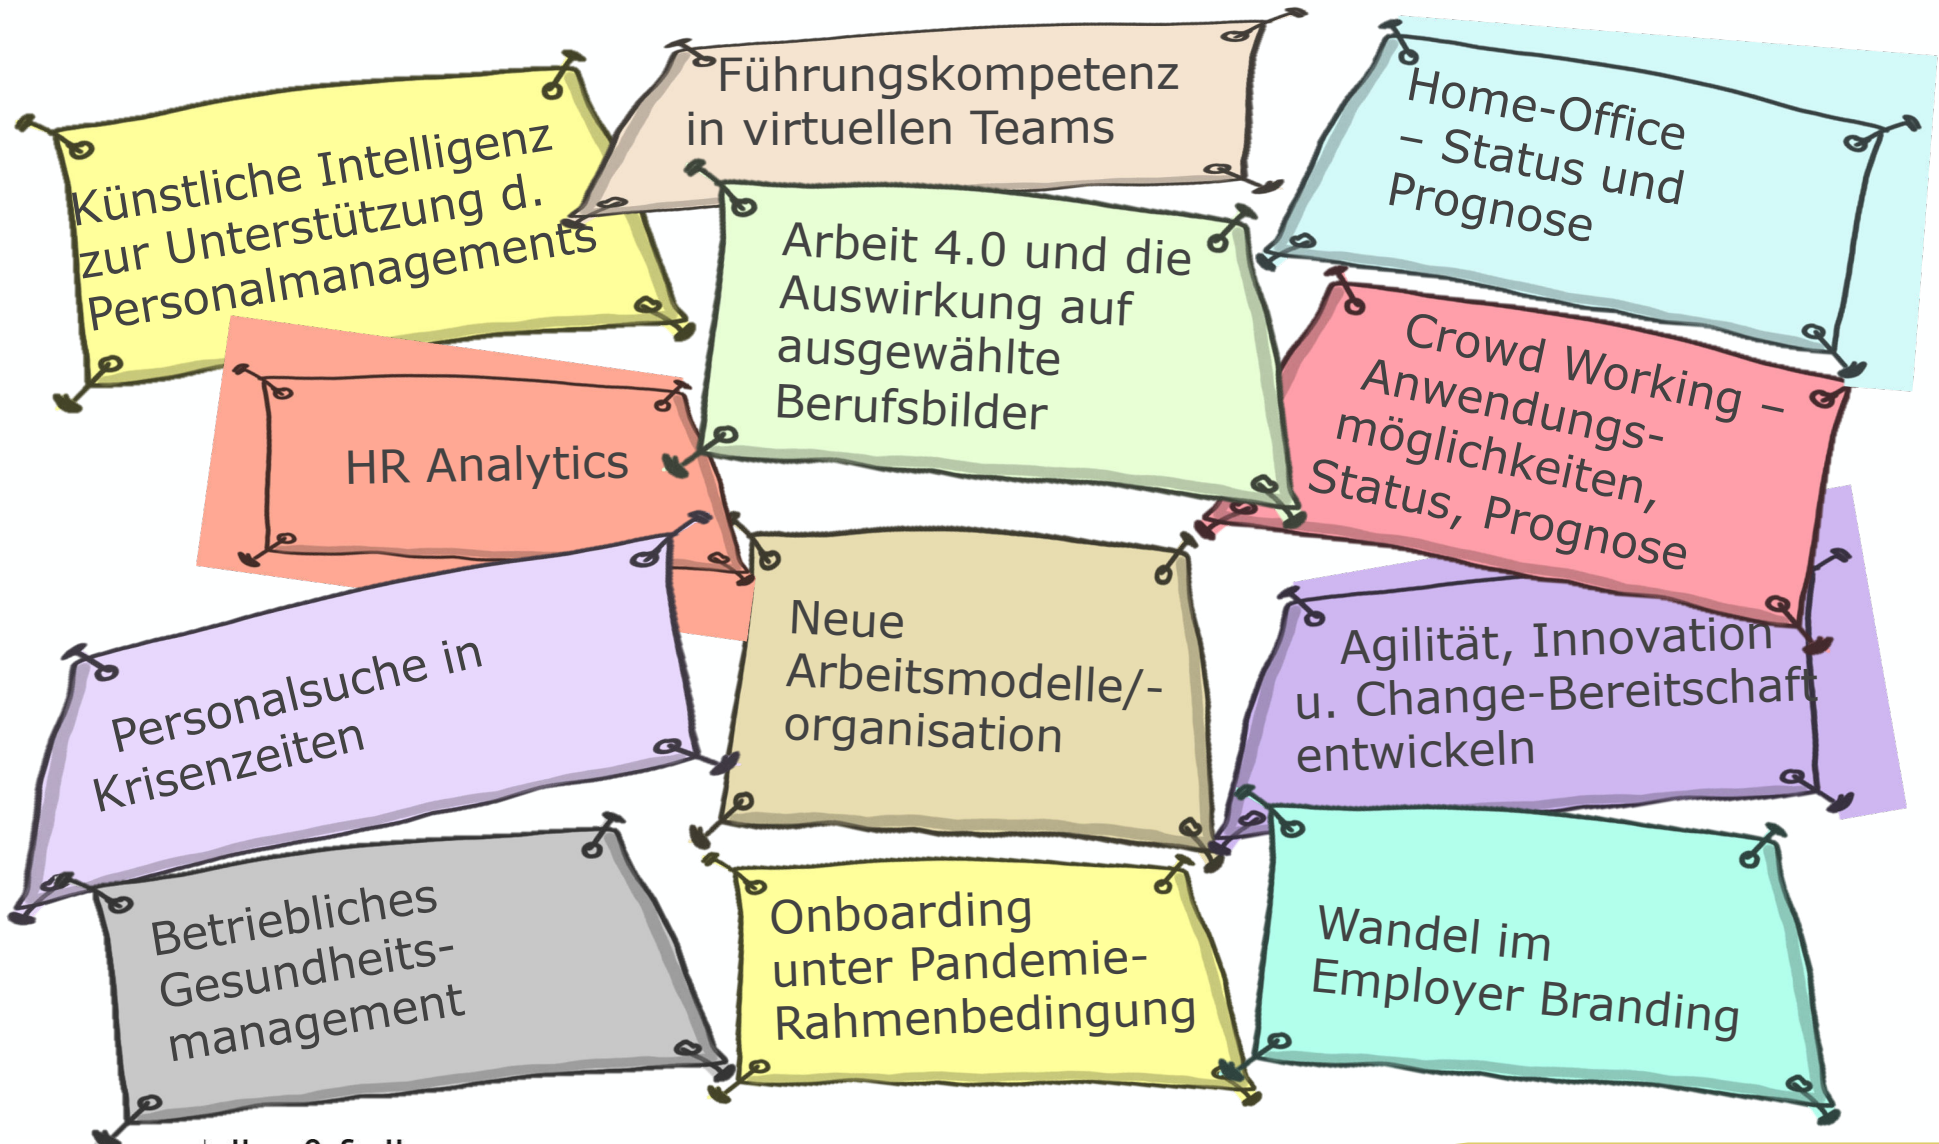 Künstliche Intelligenz
zur Unterstützung d.
Personalmanagements
Führungskompetenz
in virtuellen Teams
Home-Office
– Status und
Prognose
Arbeit 4.0 und die
Auswirkung auf
ausgewählte
Berufsbilder
Crowd Working –
Anwendungs-
möglichkeiten,
Status, Prognose
HR Analytics
Personalsuche in
Krisenzeiten
Neue
Arbeitsmodelle/-
organisation
Agilität, Innovation
u. Change-Bereitschaft
entwickeln
Betriebliches
Gesundheits-
management
Onboarding
unter Pandemie-
Rahmenbedingung
Wandel im
Employer Branding